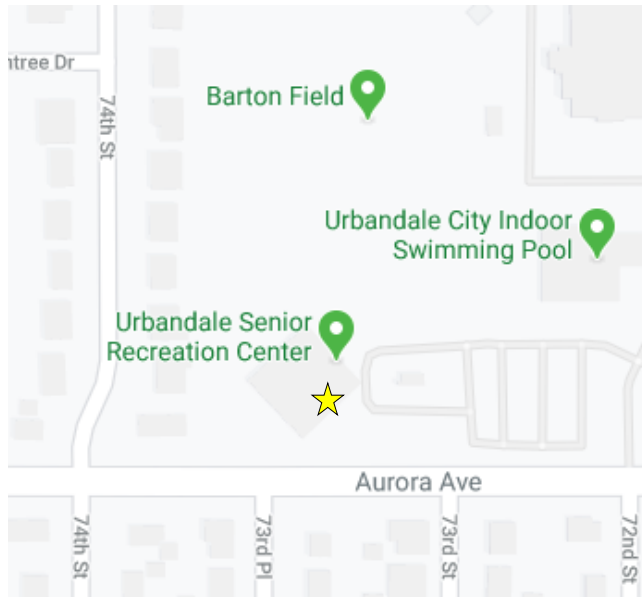 ntree Dr
74th St
Barton Field
Urbandale City Indoor
Swimming Pool
Urbandale Senior
Recreation Center
Aurora Ave
74th St
73rd Pl
73rd St
72nd St